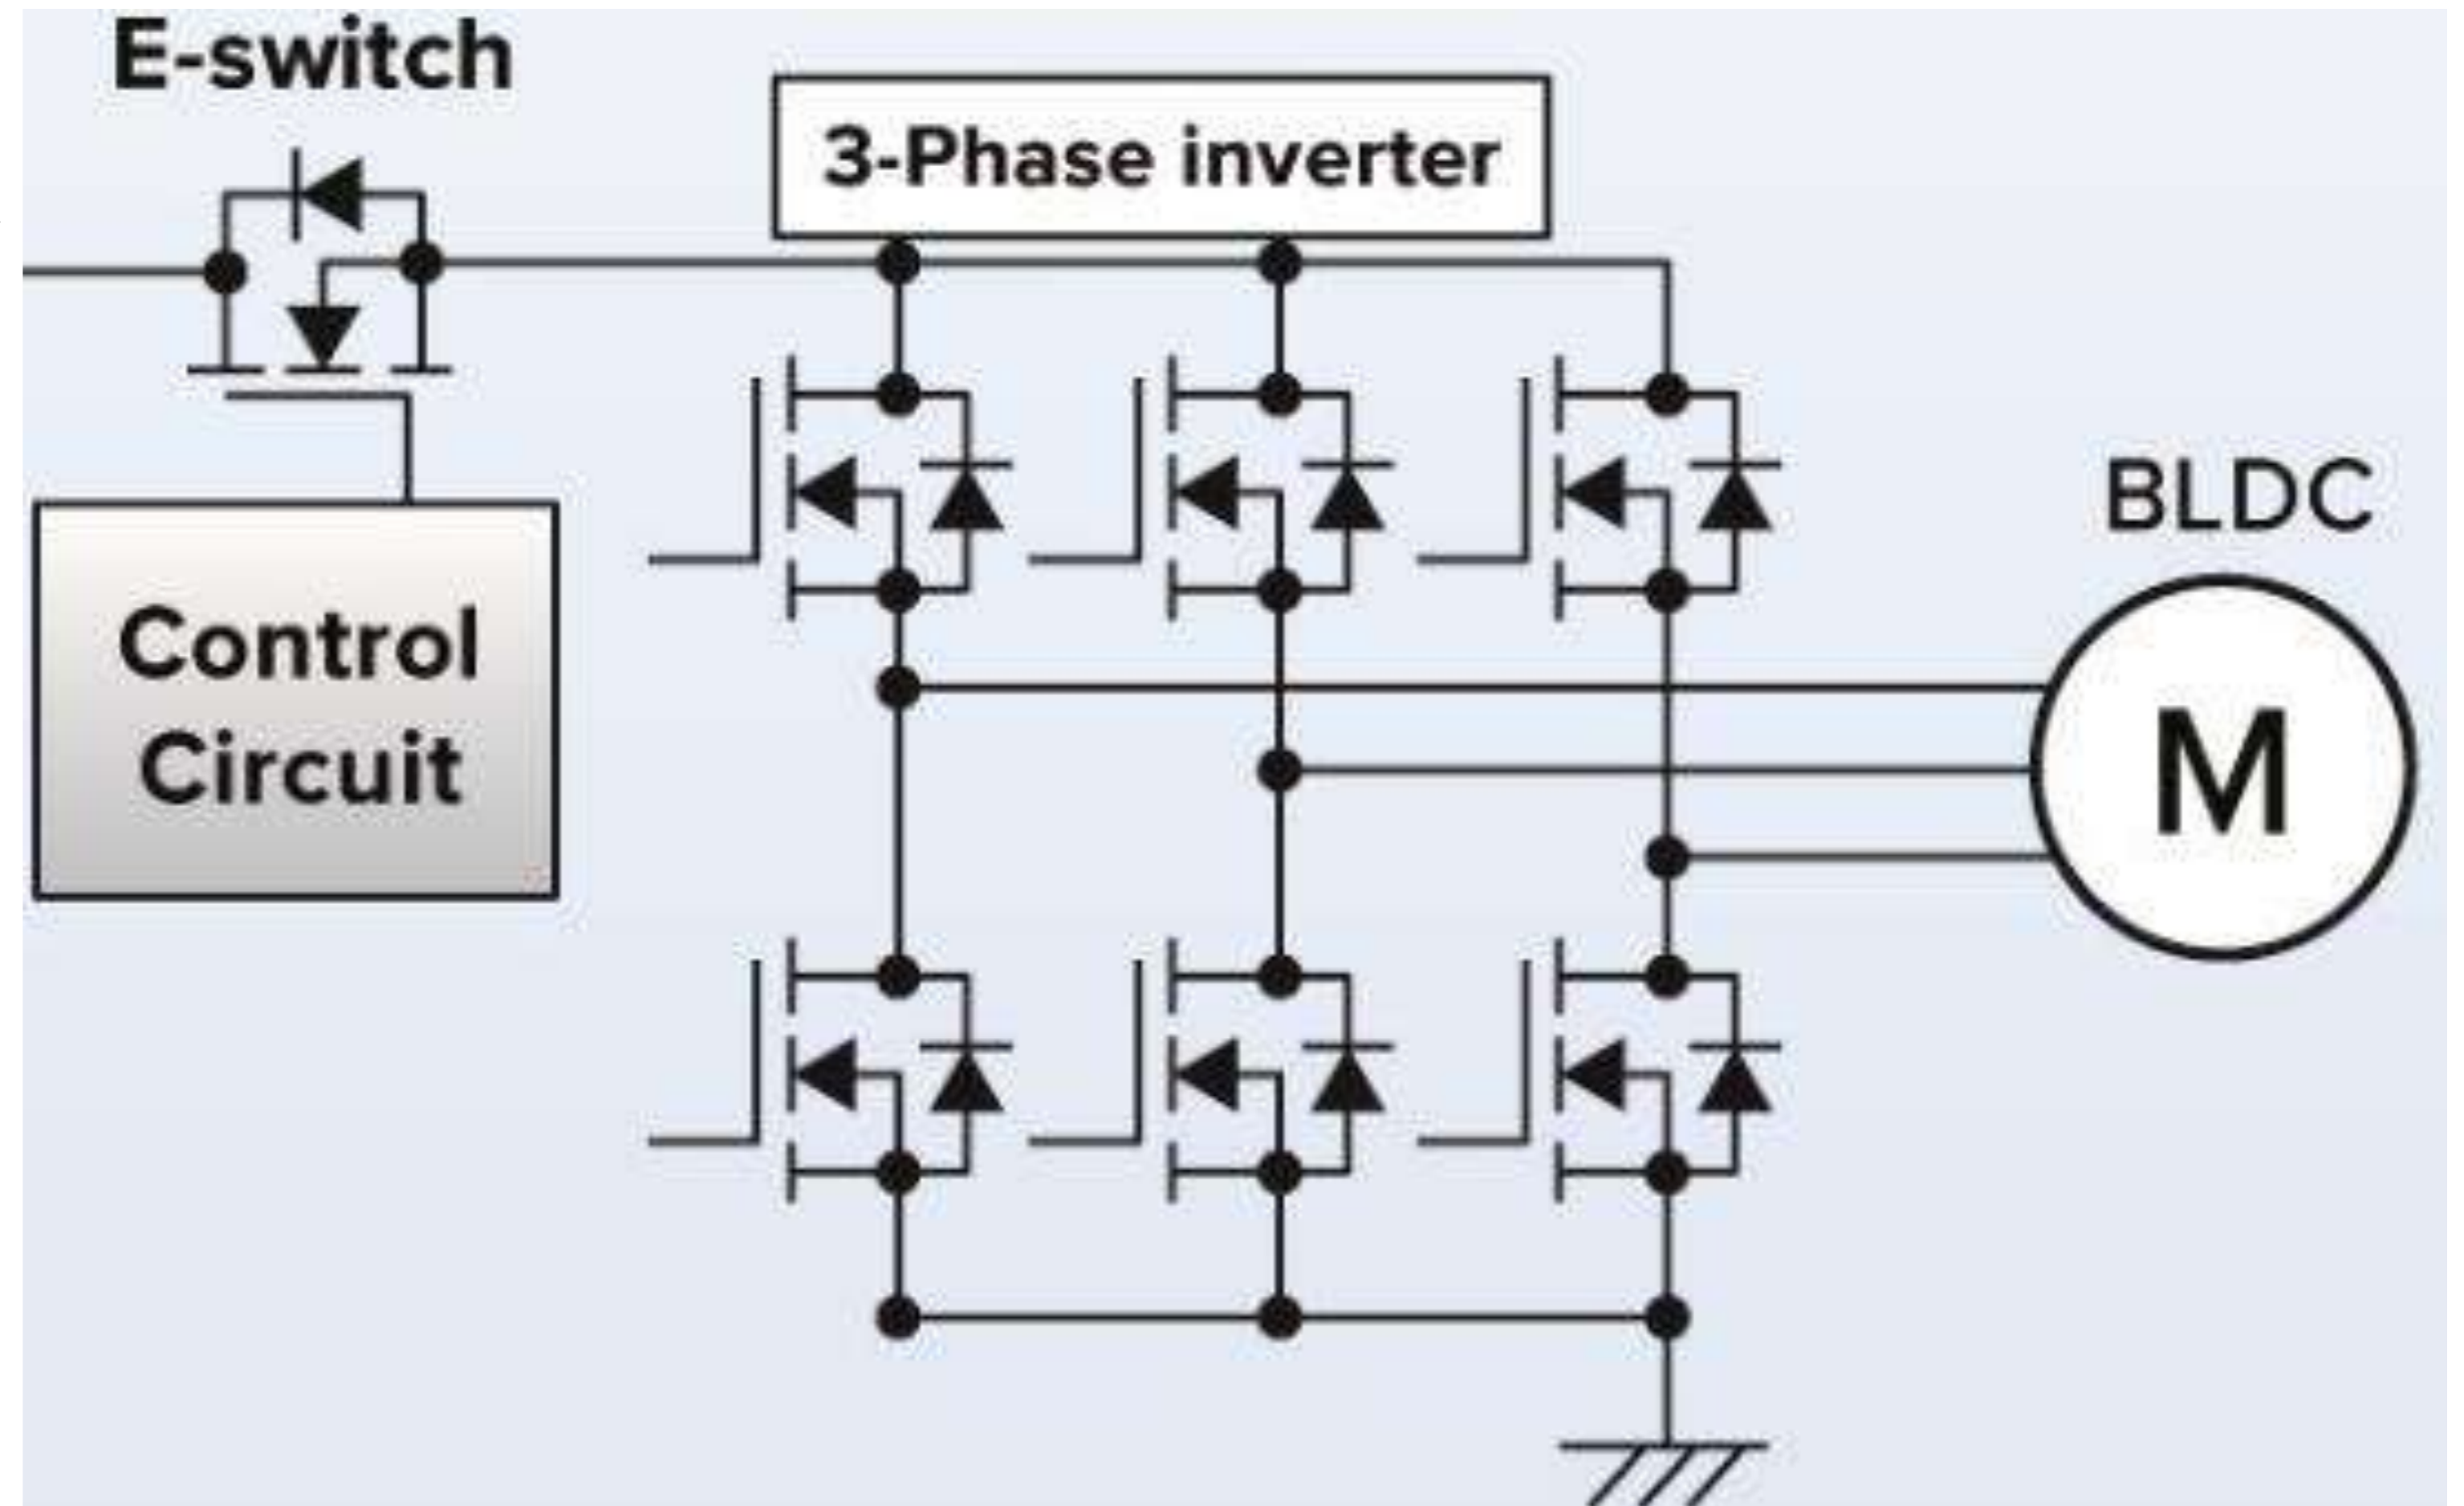 E-switch
3-Phase inverter
BLDC
M
Control
Circuit